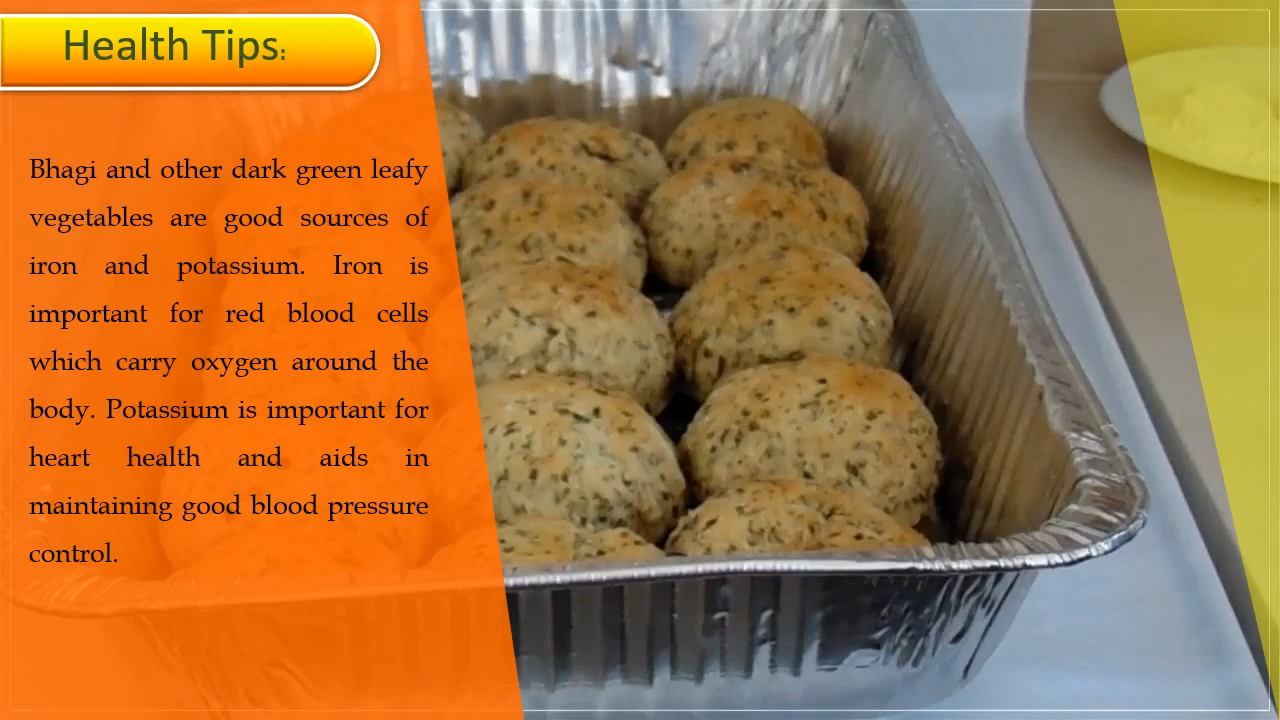 Health Tips:
Bhagi and other dark green leafy
vegetables are good sources of
iron and potassium. Iron is
important for red blood cells
which carry oxygen around the
body. Potassium is important for
heart health and aids in
maintaining good blood pressure
control.